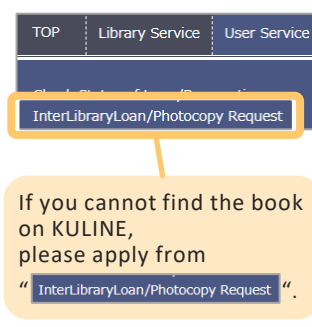 TOP Library Service User Service
InterLibraryLoan/Photocopy Request
If you cannot find the book
on KULINE,
please apply from
“ InterLibraryLoan/Photocopy Request “.